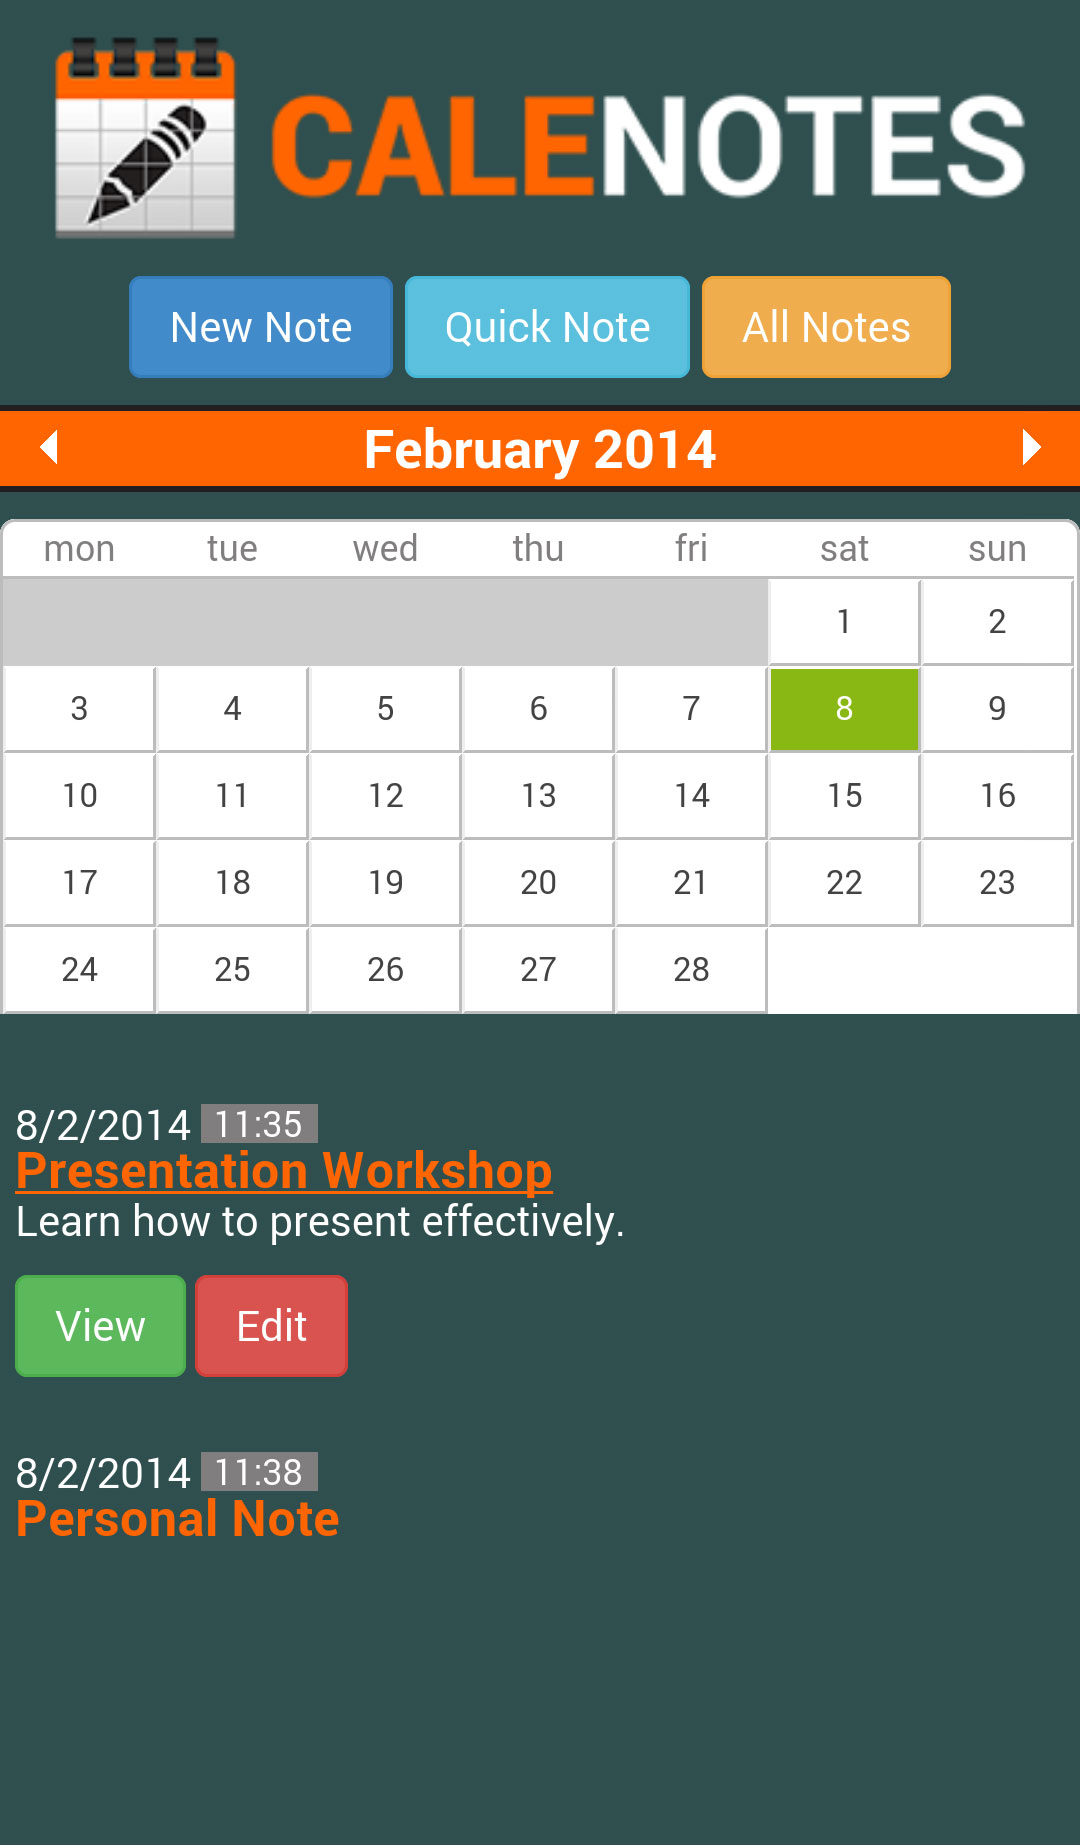 CALENOTES
New Note Quick Note All Notes
February 2014
mon tue wed thu fri sat sun
1 2
3 4 5 6 7 8 9
10 11 12 13 14 15 16
17 18 19 20 21 22 23
24 25 26 27 28
8/2/2014 11:35
Presentation Workshop
Learn how to present effectively.
View Edit
8/2/2014 11:38
Personal Note